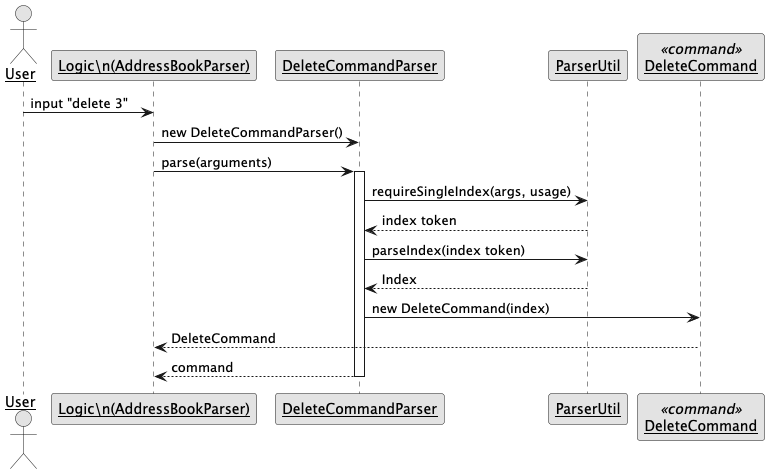 User
Logic\n(AddressBookParser)
DeleteCommandParser
ParserUtil
«command»
DeleteCommand
input "delete 3"
new DeleteCommandParser()
parse(arguments)
requireSingleIndex(args, usage)
index token
parseIndex(index token)
Index
new DeleteCommand(index)
DeleteCommand
command
User
Logic\n(AddressBookParser)
DeleteCommandParser
ParserUtil
«command»
DeleteCommand